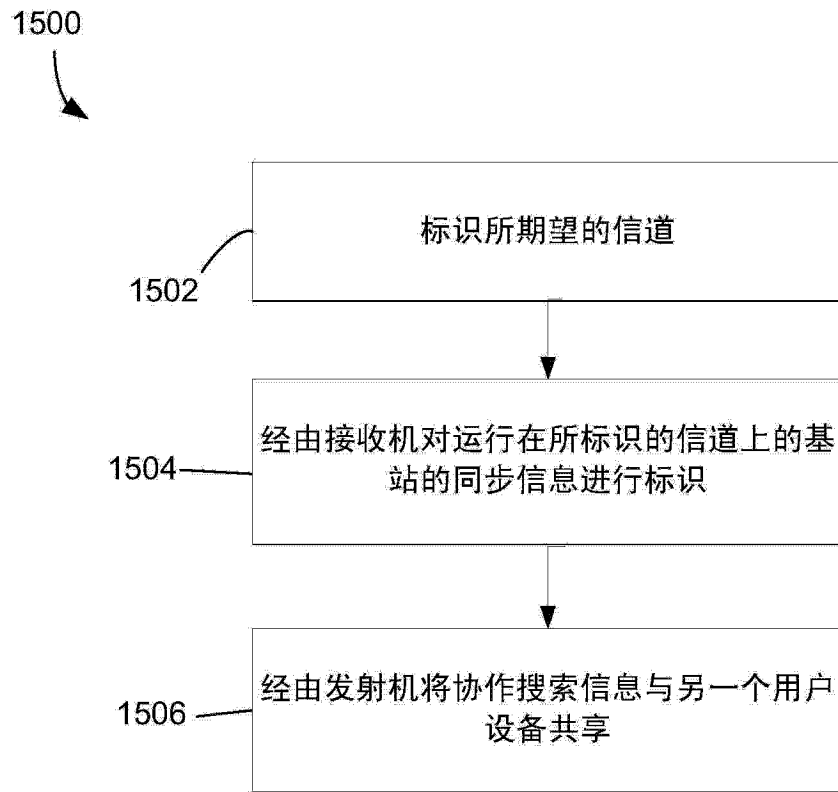 1500
标识所期望的信道
1502
经由接收机对运行在所标识的信道上的基
站的同步信息进行标识
1504
经由发射机将协作搜索信息与另一个用户
设备共享
1506